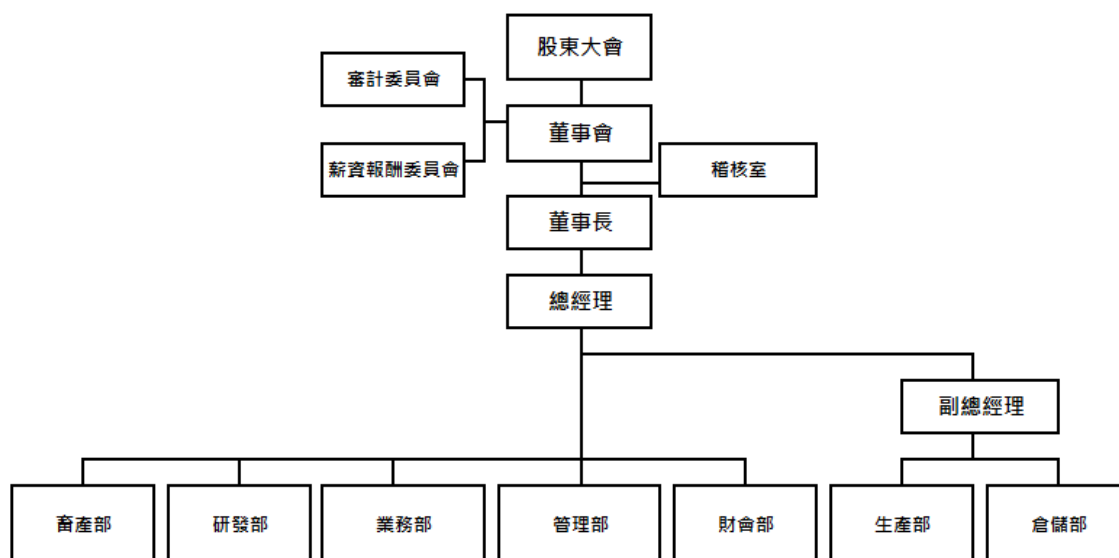 股東大會
審計委員會
董事會
薪資報酬委員會
稽核室
董事長
總經理
副總經理
畜產部
研發部
業務部
管理部
財會部
生產部
倉儲部